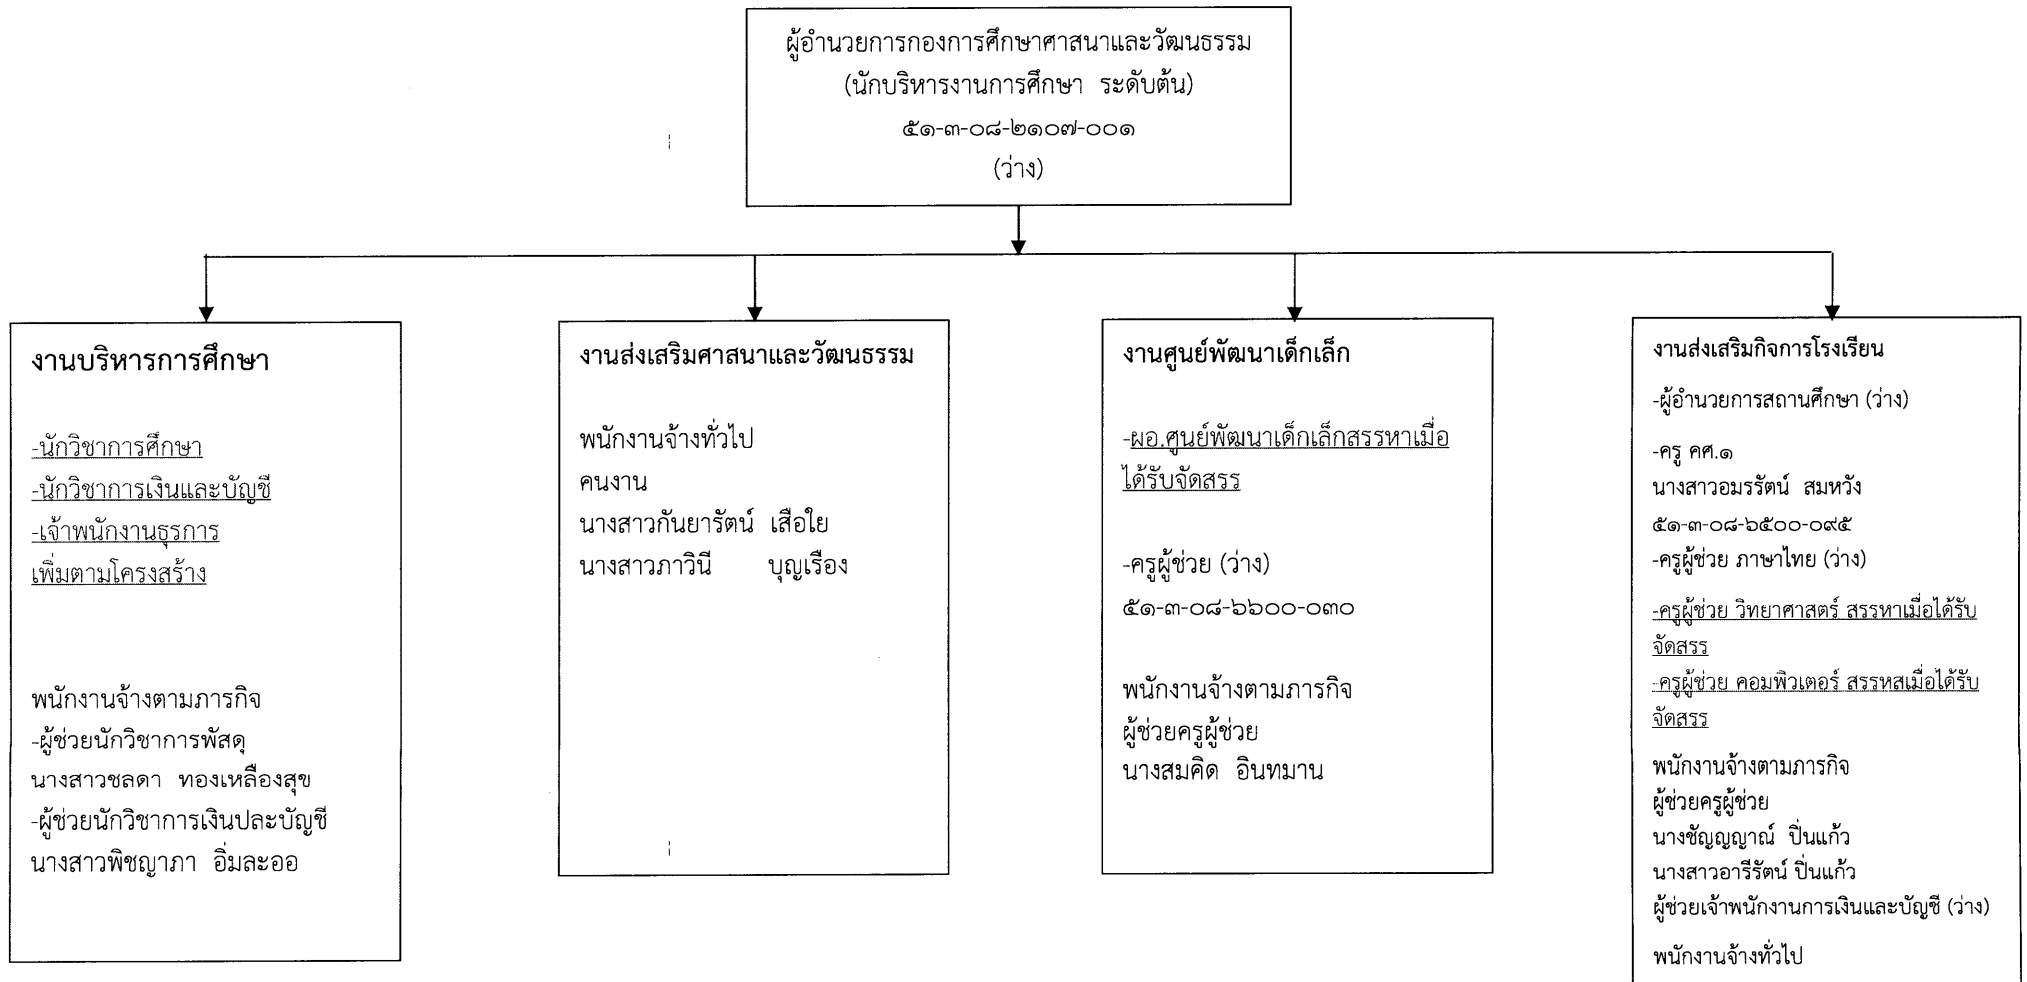 ผู้อำนวยการกองการศึกษาศาสนาและวัฒนธรรม
(นักบริหารงานการศึกษา ระดับต้น)
๕๑-๓-๐๘-๒๑๐๗-๐๐๑
(ว่าง)
งานบริหารการศึกษา
-นักวิชาการศึกษา
-นักวิชาการเงินและบัญชี
-เจ้าพนักงานธุรการ
เพิ่มตามโครงสร้าง
พนักงานจ้างตามภารกิจ
-ผู้ช่วยนักวิชาการพัสดุ
นางสาวชลดา ทองเหลืองสุข
-ผู้ช่วยนักวิชาการเงินปละบัญชี
นางสาวพิชญาภา อิ่มละออ
งานส่งเสริมศาสนาและวัฒนธรรม
พนักงานจ้างทั่วไป
คนงาน
นางสาวกันยารัตน์ เสือใย
นางสาวภาวินี บุญเรือง
งานศูนย์พัฒนาเด็กเล็ก
-ผอ.ศูนย์พัฒนาเด็กเล็กสรรหาเมื่อ
ได้รับจัดสรร
-ครูผู้ช่วย (ว่าง)
๕๑-๓-๐๘-๖๖๐๐-๐๓๐
พนักงานจ้างตามภารกิจ
ผู้ช่วยครูผู้ช่วย
นางสมคิด อินทมาน
งานส่งเสริมกิจการโรงเรียน
-ผู้อำนวยการสถานศึกษา (ว่าง)
-ครู คศ.๑
นางสาวอมรรัตน์ สมหวัง
๕๑-๓-๐๘-๖๕๐๐-๐๙๕
-ครูผู้ช่วย ภาษาไทย (ว่าง)
-ครูผู้ช่วย วิทยาศาสตร์ สรรหาเมื่อได้รับ
จัดสรร
-ครูผู้ช่วย คอมพิวเตอร์ สรรหสเมื่อได้รับ
จัดสรร
พนักงานจ้างตามภารกิจ
ผู้ช่วยครูผู้ช่วย
นางชัญญญาณ์ ปิ่นแก้ว
นางสาวอารีรัตน์ ปิ่นแก้ว
ผู้ช่วยเจ้าพนักงานการเงินและบัญชี (ว่าง)
พนักงานจ้างทั่วไป